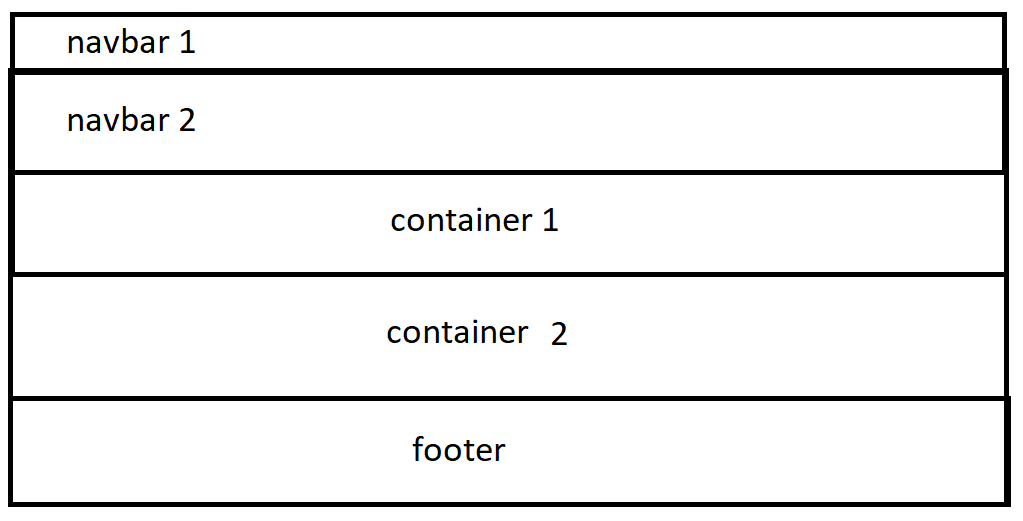 navbar 1
navbar 2
container 1
container 2
footer